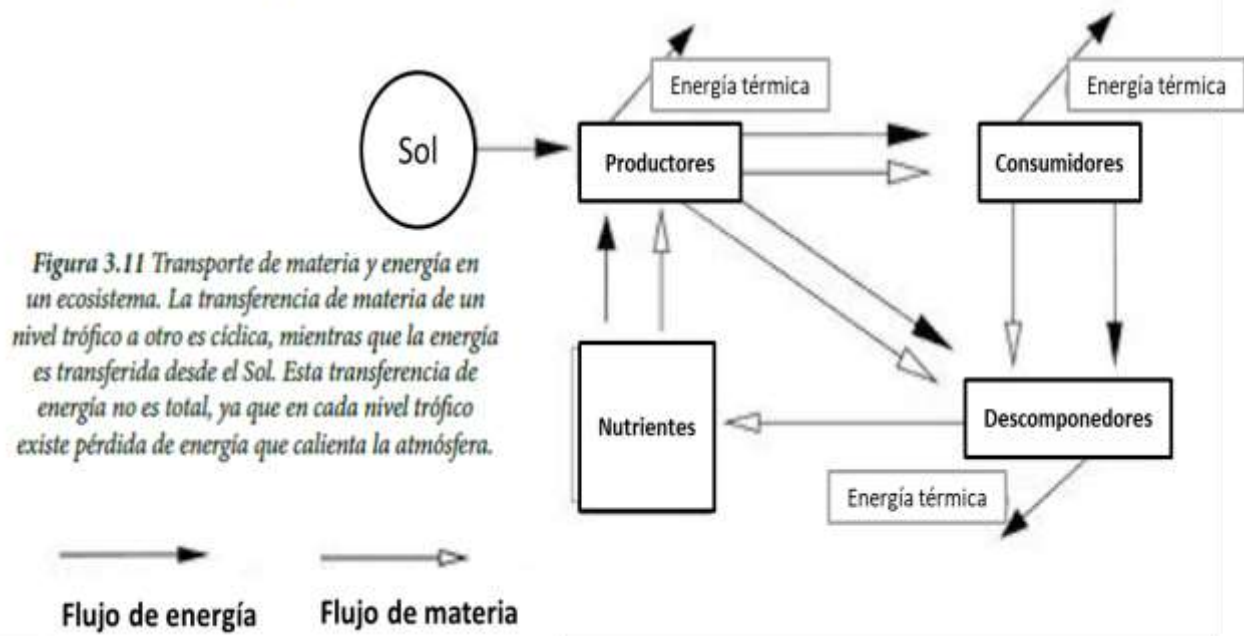 Energía térmica
Energía térmica
Sol
Productores
Consumidores
Figura 3.11 Transporte de materia y energía en
un ecosistema. La transferencia de materia de un
nivel trófico a otro es cíclica, mientras que la energía
es transferida desde el Sol. Esta transferencia de
energía no es total, ya que en cada nivel trófico
existe pérdida de energía que calienta la atmósfera.
Nutrientes
Descomponedores
Energía térmica
Flujo de energía
Flujo de materia